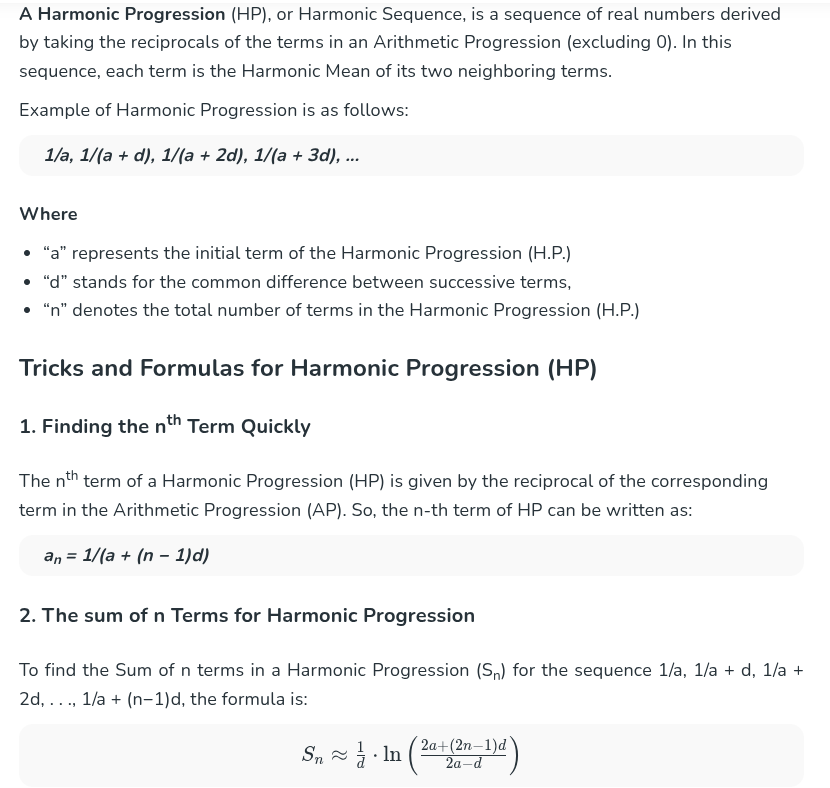 A Harmonic Progression (HP), or Harmonic Sequence, is a sequence of real numbers derived
by taking the reciprocals of the terms in an Arithmetic Progression (excluding 0). In this
sequence, each term is the Harmonic Mean of its two neighboring terms.
Example of Harmonic Progression is as follows:
1/a, 1/(a + d), 1/(a + 2d), 1/(a + 3d), ...
Where
• “a” represents the initial term of the Harmonic Progression (H.P.)
• “d” stands for the common difference between successive terms,
• “n” denotes the total number of terms in the Harmonic Progression (H.P.)
Tricks and Formulas for Harmonic Progression (HP)
1. Finding the nᵗʰ Term Quickly
The nᵗʰ term of a Harmonic Progression (HP) is given by the reciprocal of the corresponding
term in the Arithmetic Progression (AP). So, the n-th term of HP can be written as:
aₙ = 1/(a + (n − 1)d)
2. The sum of n Terms for Harmonic Progression
To find the Sum of n terms in a Harmonic Progression (Sₙ) for the sequence 1/a, 1/a + d, 1/a +
2d, . . ., 1/a + (n−1)d, the formula is:
Sₙ ≈ 1/d · ln ( (2a+(2n−1)d) / (2a−d) )